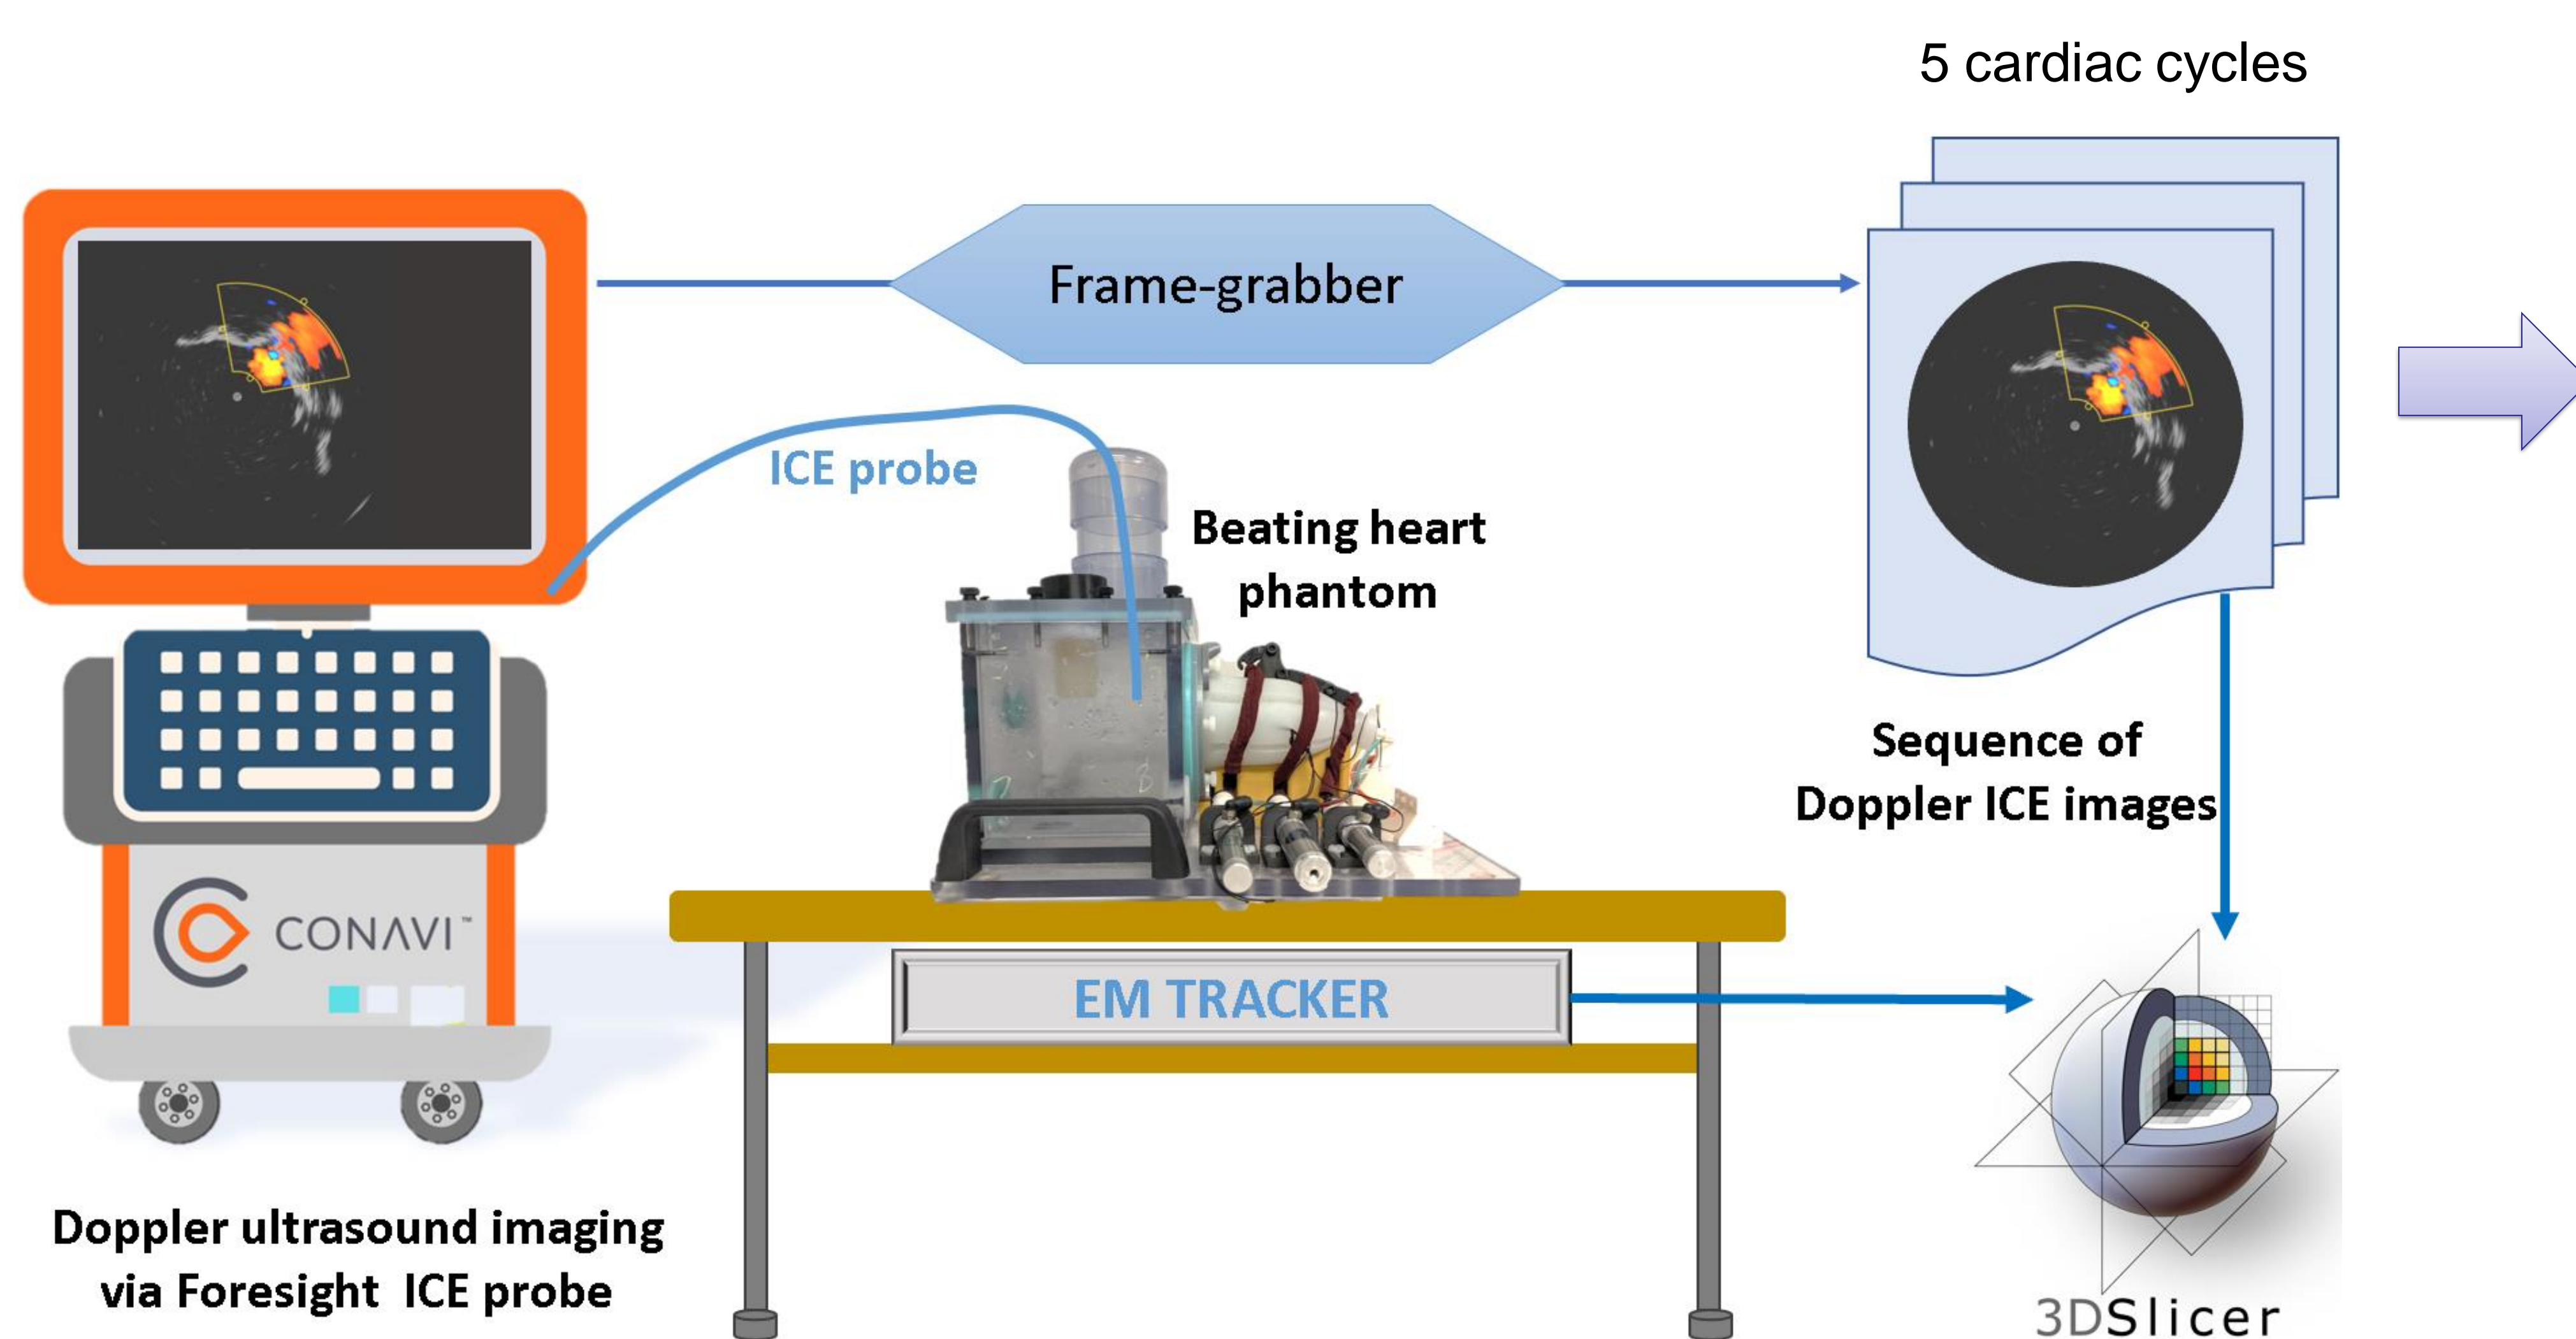 5 cardiac cycles
Frame-grabber
ICE probe
Beating heart
phantom
Sequence of
Doppler ICE images
CONAVI™
EM TRACKER
Doppler ultrasound imaging
via Foresight ICE probe
3DSlicer